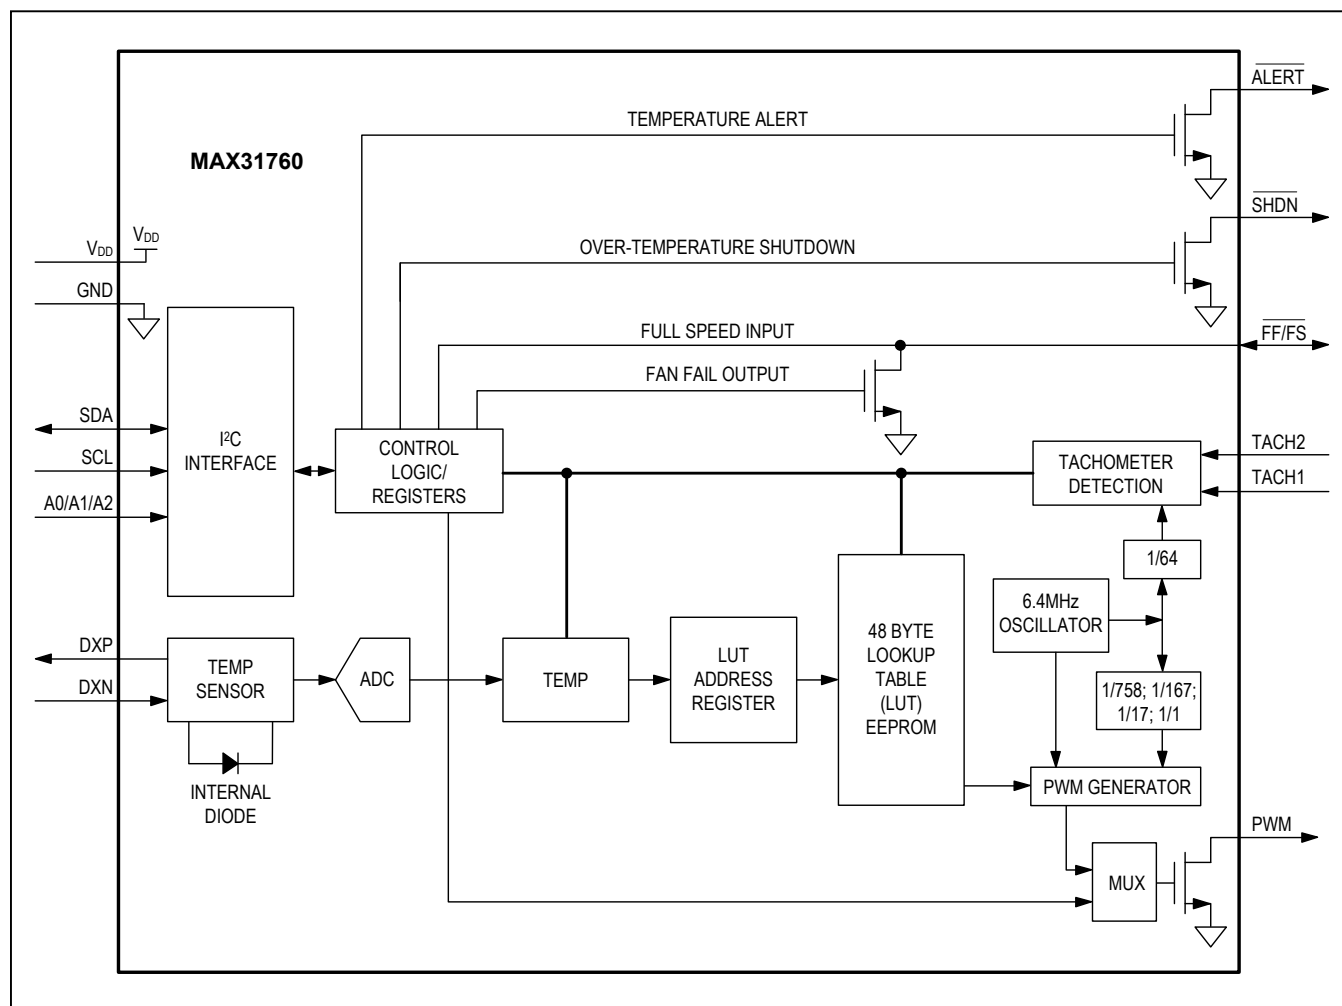 ALERT
TEMPERATURE ALERT
MAX31760
SHDN
VDD
VDD
OVER-TEMPERATURE SHUTDOWN
GND
FULL SPEED INPUT
FF/FS
FAN FAIL OUTPUT
SDA
SCL
A0/A1/A2
I²C
INTERFACE
CONTROL
LOGIC/
REGISTERS
TACHOMETER
DETECTION
TACH2
TACH1
1/64
6.4MHz
OSCILLATOR
DXP
DXN
TEMP
SENSOR
ADC
TEMP
LUT
ADDRESS
REGISTER
48 BYTE
LOOKUP
TABLE
(LUT)
EEPROM
1/758; 1/167;
1/17; 1/1
INTERNAL
DIODE
PWM GENERATOR
PWM
MUX